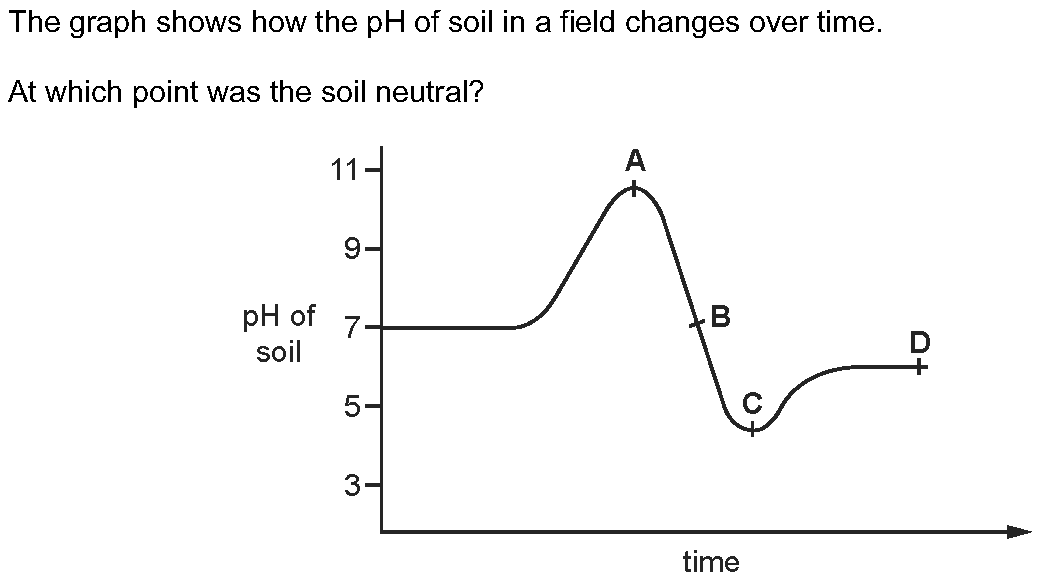 The graph shows how the pH of soil in a field changes over time.
At which point was the soil neutral?
A
11
9
pH of
soil
7
B
D
5
C
3
time